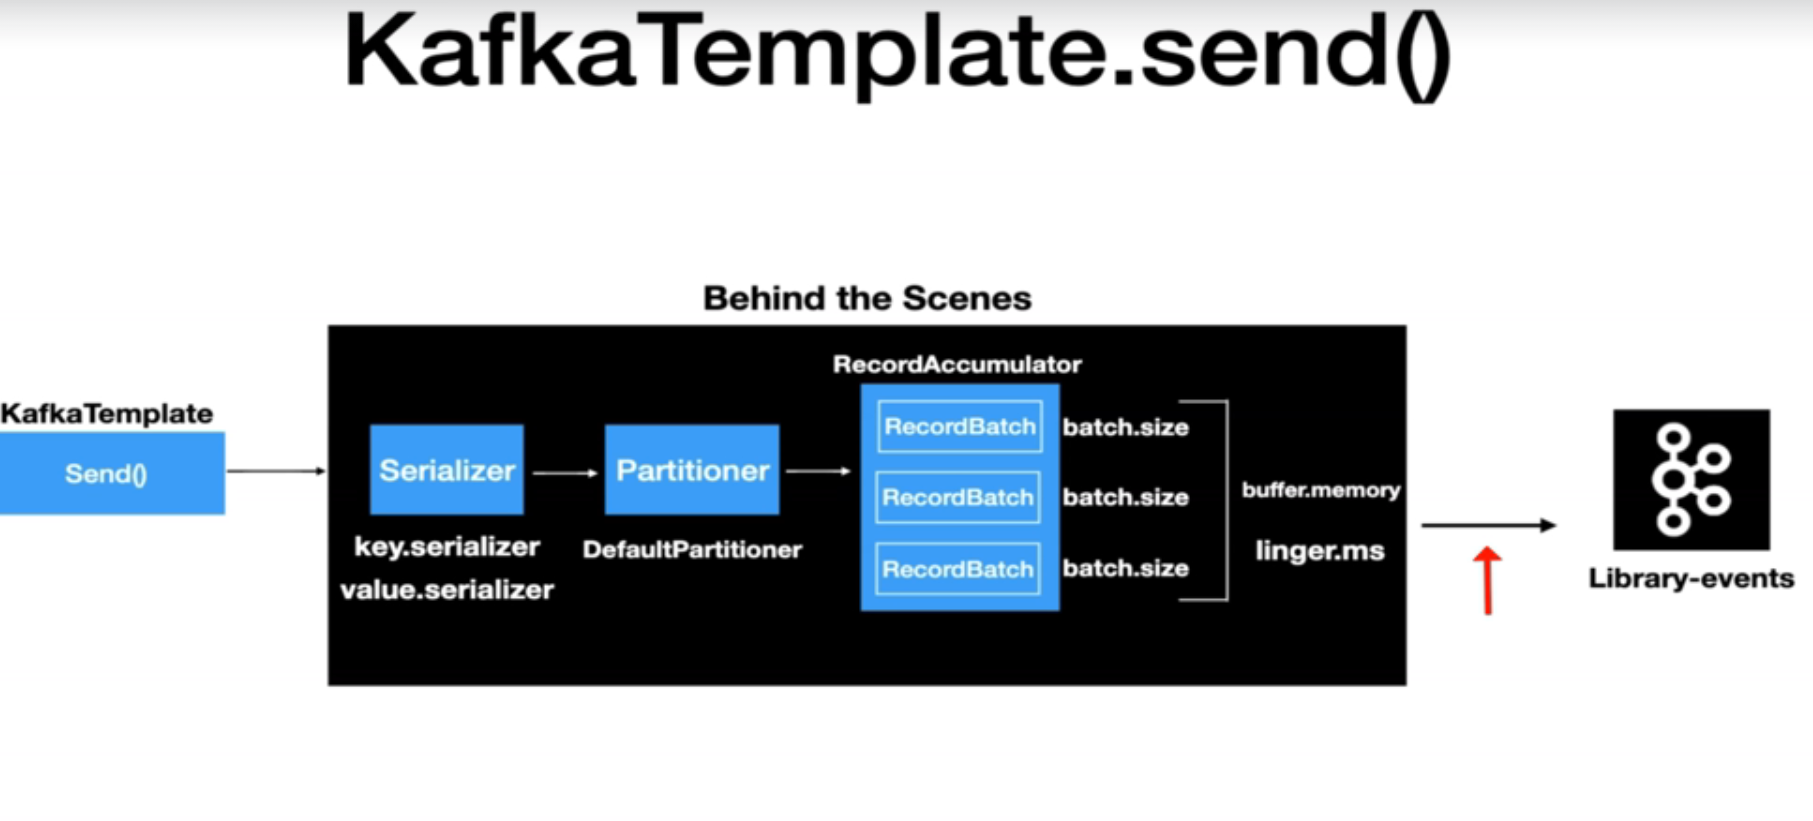 KafkaTemplate.send()
Behind the Scenes
RecordAccumulator
KafkaTemplate
Send()
Serializer
key.serializer
value.serializer
Partitioner
DefaultPartitioner
RecordBatch
batch.size
RecordBatch
batch.size
RecordBatch
batch.size
buffer.memory
linger.ms
Library-events